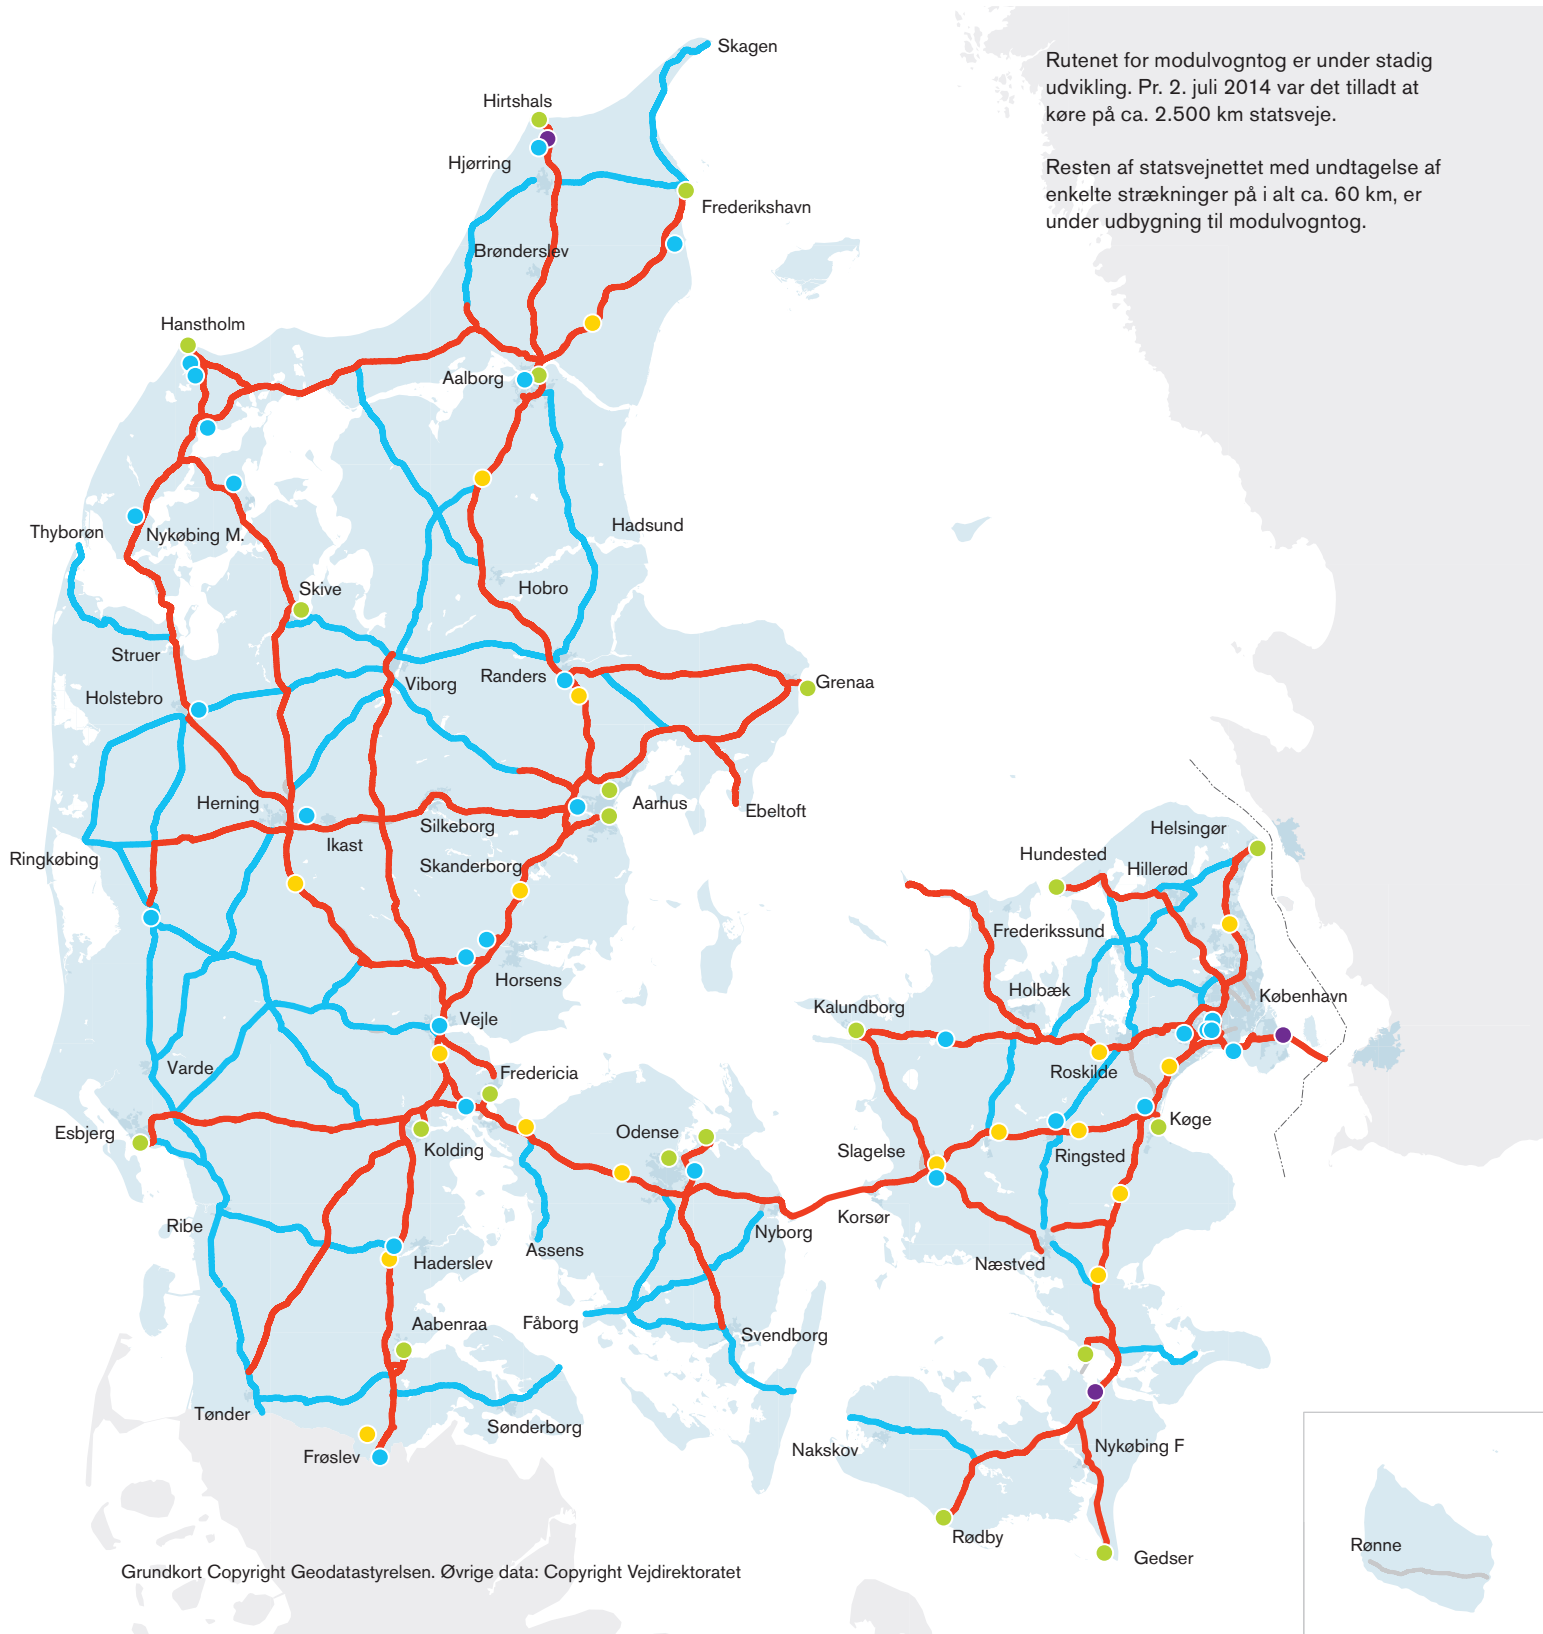 Rutenet for modulvogntog er under stadig
udvikling. Pr. 2. juli 2014 var det tilladt at
køre på ca. 2.500 km statsveje.
Resten af statsvejnettet med undtagelse af
enkelte strækninger på i alt ca. 60 km, er
under udbygning til modulvogntog.
Skagen
Hirtshals
Hjørring
Frederikshavn
Brønderslev
Hanstholm
Aalborg
Thyborøn
Nykøbing M.
Hadsund
Skive
Hobro
Struer
Holstebro
Viborg
Randers
Grenaa
Herning
Ikast
Silkeborg
Aarhus
Ebeltoft
Ringkøbing
Skanderborg
Horsens
Helsingør
Hundested
Hillerød
Frederikssund
Holbæk
København
Kalundborg
Vejle
Varde
Fredericia
Roskilde
Esbjerg
Kolding
Odense
Køge
Slagelse
Ringsted
Ribe
Korsør
Nyborg
Haderslev
Assens
Næstved
Aabenraa
Fåborg
Svendborg
Tønder
Sønderborg
Frøslev
Nakskov
Nykøbing F
Rødby
Gedser
Rønne
Grundkort Copyright Geodatastyrelsen. Øvrige data: Copyright Vejdirektoratet